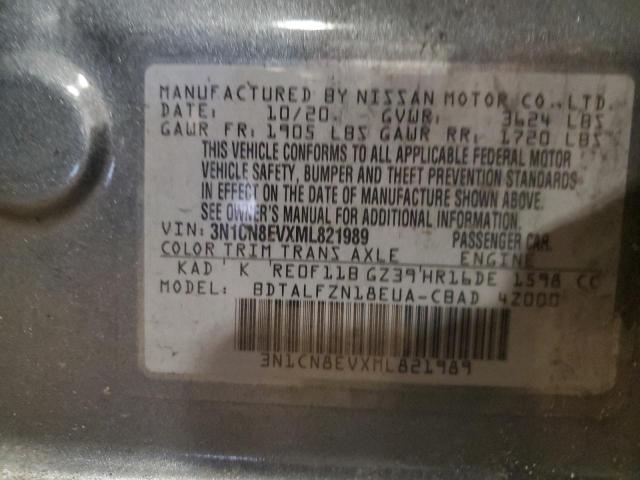 MANUFACTURED BY NISSAN MOTOR CO., LTD.
DATE: 10/20 GVWR: 3624 LBS
GAWR FR: 1905 LBS GAWR RR: 1720 LBS
THIS VEHICLE CONFORMS TO ALL APPLICABLE FEDERAL MOTOR
VEHICLE SAFETY, BUMPER AND THEFT PREVENTION STANDARDS
IN EFFECT ON THE DATE OF MANUFACTURE SHOWN ABOVE.
SEE OWNER'S MANUAL FOR ADDITIONAL INFORMATION.
VIN: 3N1CN8EVXML821989 PASSENGER CAR
COLOR TRIM TRANS AXLE ENGINE
KAD K RE0F11B GZ39 HR16DE 1598 CC
MODEL: BDTALFZN18EUA-CBAD 4Z000
3N1CN8EVXML821989